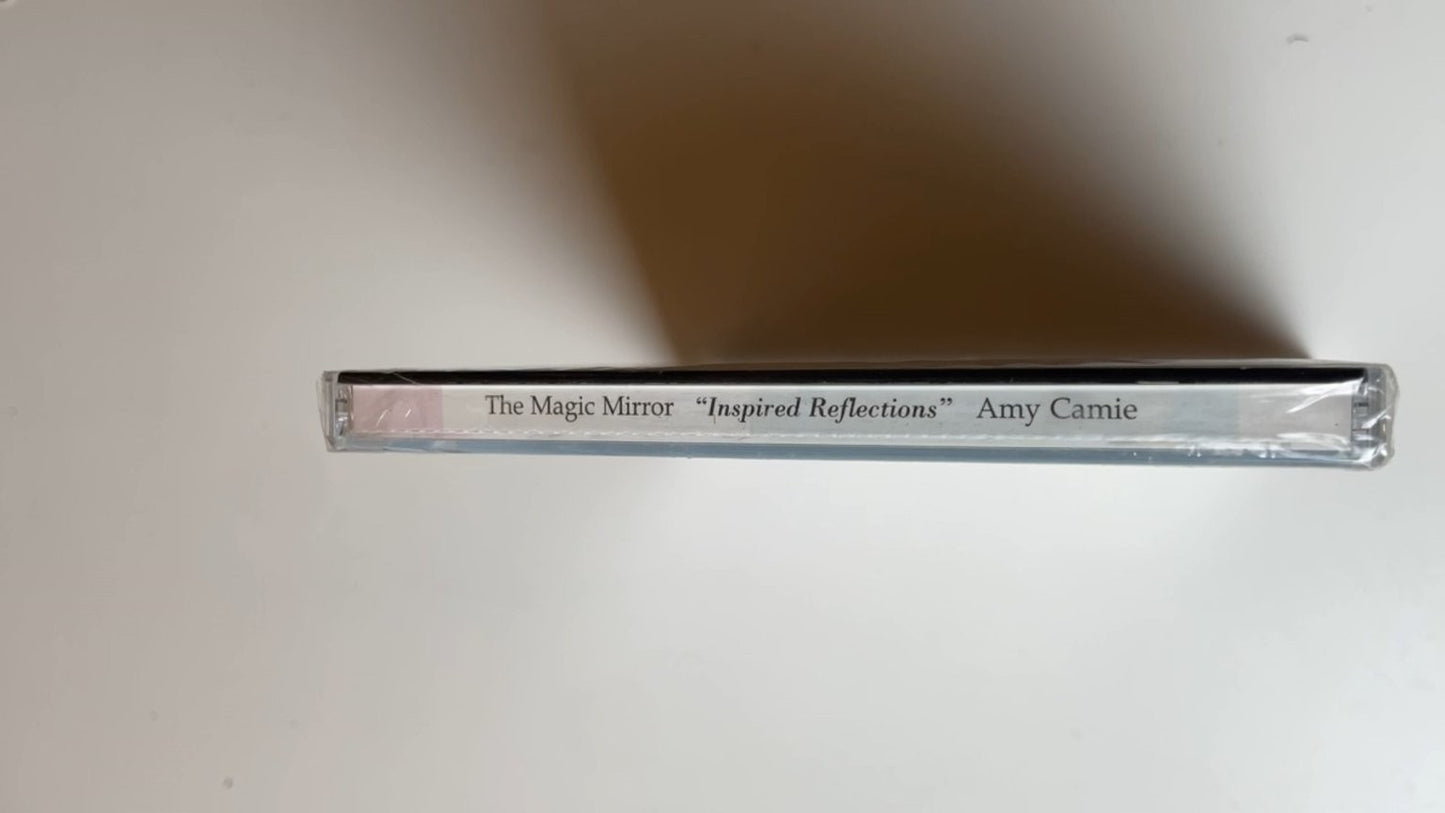 The Magic Mirror “Inspired Reflections” Amy Camie